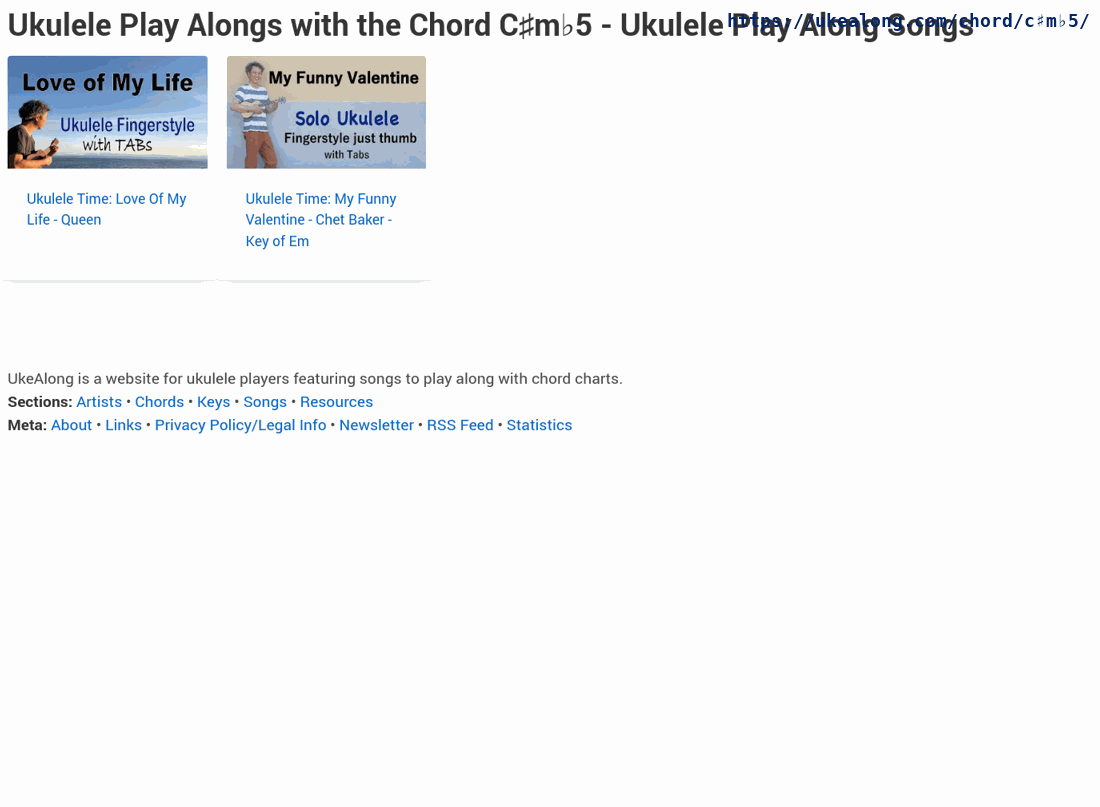 Ukulele Play Alongs with the Chord C♯m♭5 - Ukulele Play Along Songs
https://ukealong.com/chord/c♯m♭5/
Love of My Life
Ukulele Fingerstyle
with TABs
My Funny Valentine
Solo Ukulele
Fingerstyle just thumb
with Tabs
Ukulele Time: Love Of My
Life - Queen
Ukulele Time: My Funny
Valentine - Chet Baker -
Key of Em
UkeAlong is a website for ukulele players featuring songs to play along with chord charts.
Sections: Artists • Chords • Keys • Songs • Resources
Meta: About • Links • Privacy Policy/Legal Info • Newsletter • RSS Feed • Statistics